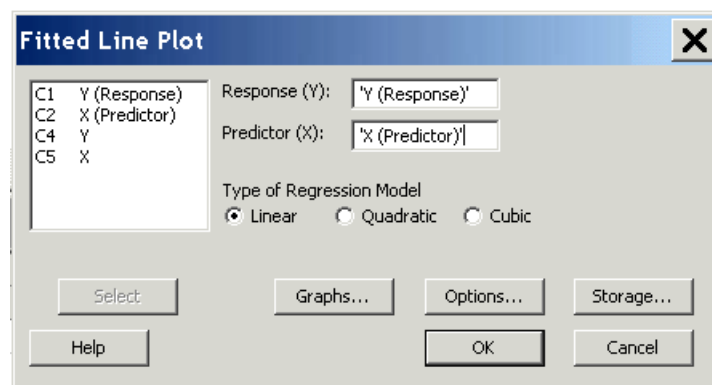 Fitted Line Plot
C1 Y (Response)
C2 X (Predictor)
C4 Y
C5 X
Response (Y): 'Y (Response)'
Predictor (X): 'X (Predictor)'
Type of Regression Model
Linear Quadratic Cubic
Select Graphs... Options... Storage...
Help OK Cancel